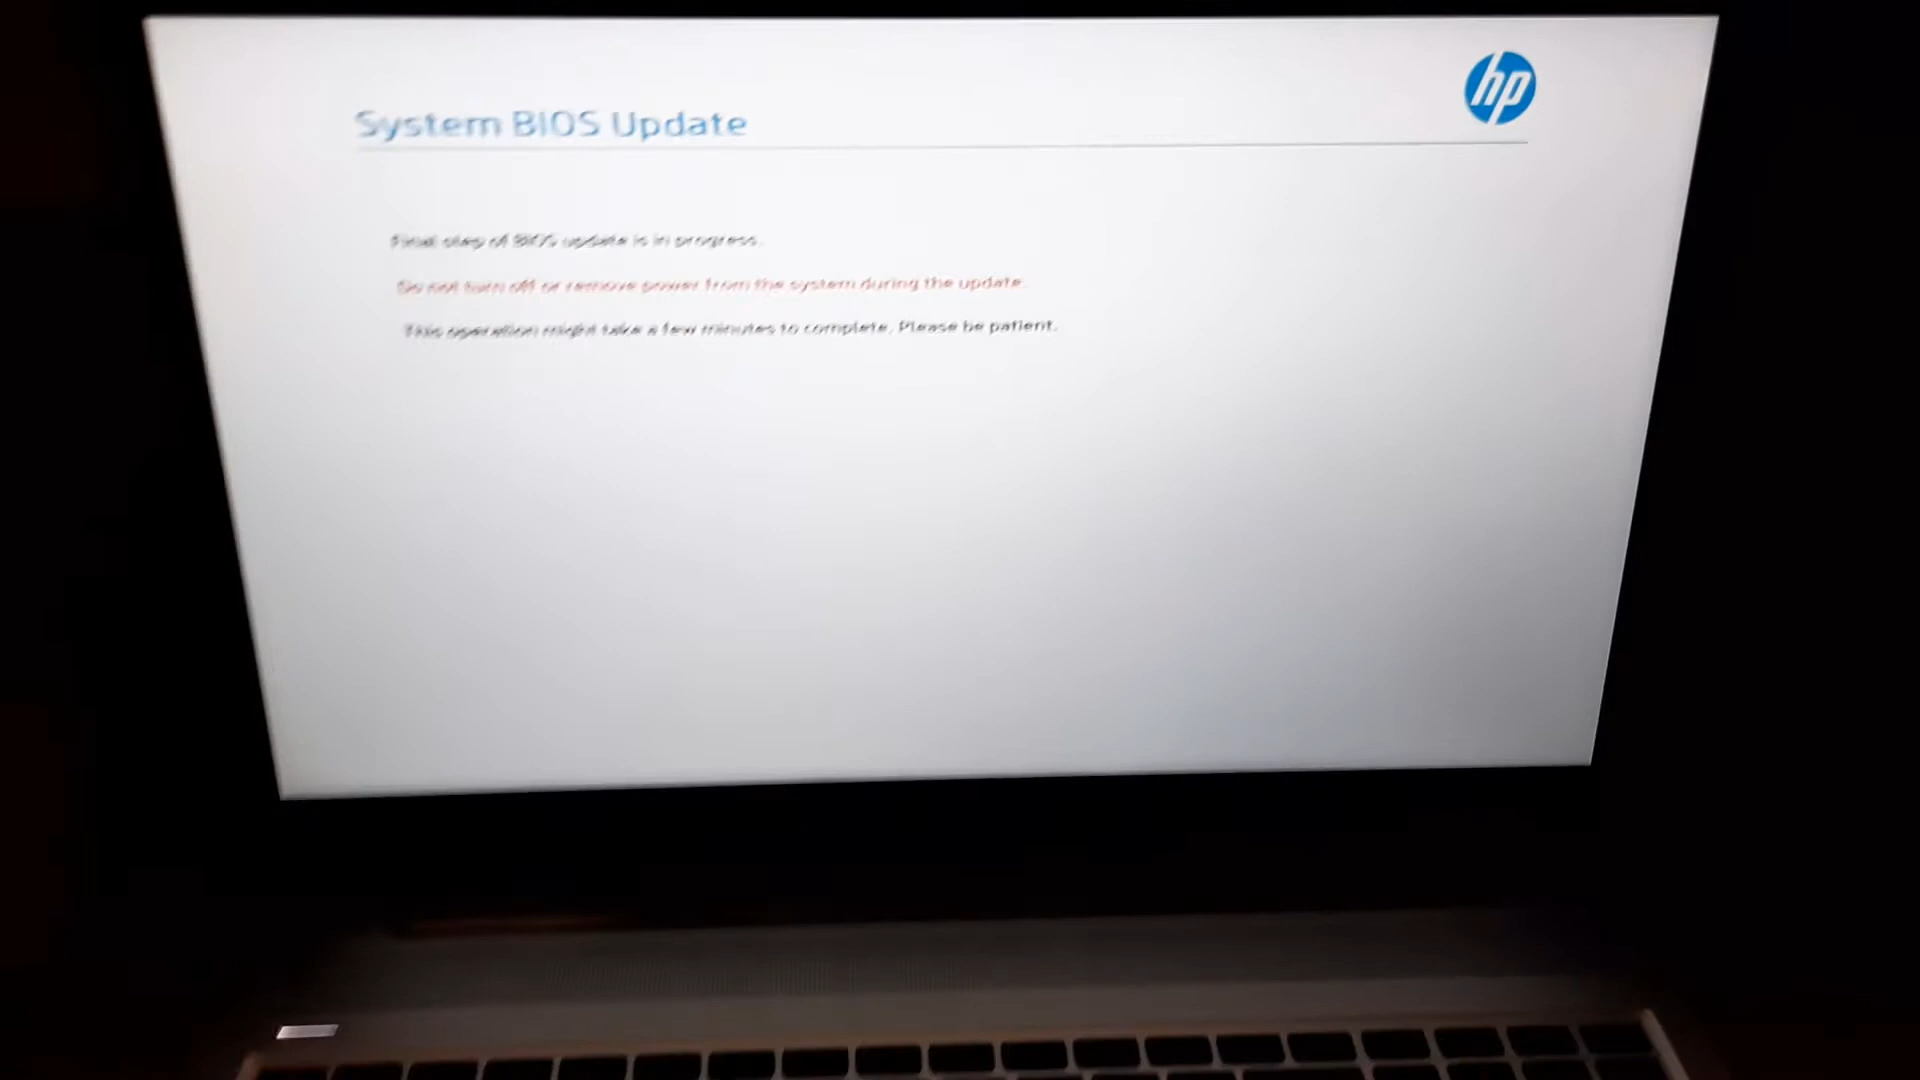 hp
System BIOS Update
Final step of BIOS update is in progress.
Do not turn off or remove power from the system during the update.
This operation might take a few minutes to complete. Please be patient.